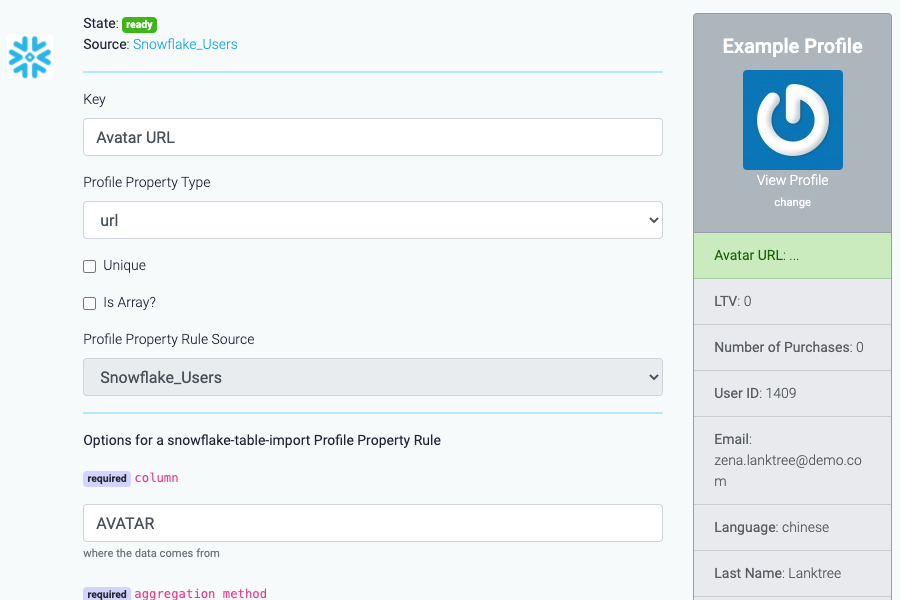 State: ready
Source: Snowflake_Users
Key
Avatar URL
Profile Property Type
url
Unique
Is Array?
Profile Property Rule Source
Snowflake_Users
Options for a snowflake-table-import Profile Property Rule
required column
AVATAR
where the data comes from
required aggregation method
Example Profile
View Profile
change
Avatar URL: ...
LTV: 0
Number of Purchases: 0
User ID: 1409
Email:
zena.lanktree@demo.co
m
Language: chinese
Last Name: Lanktree